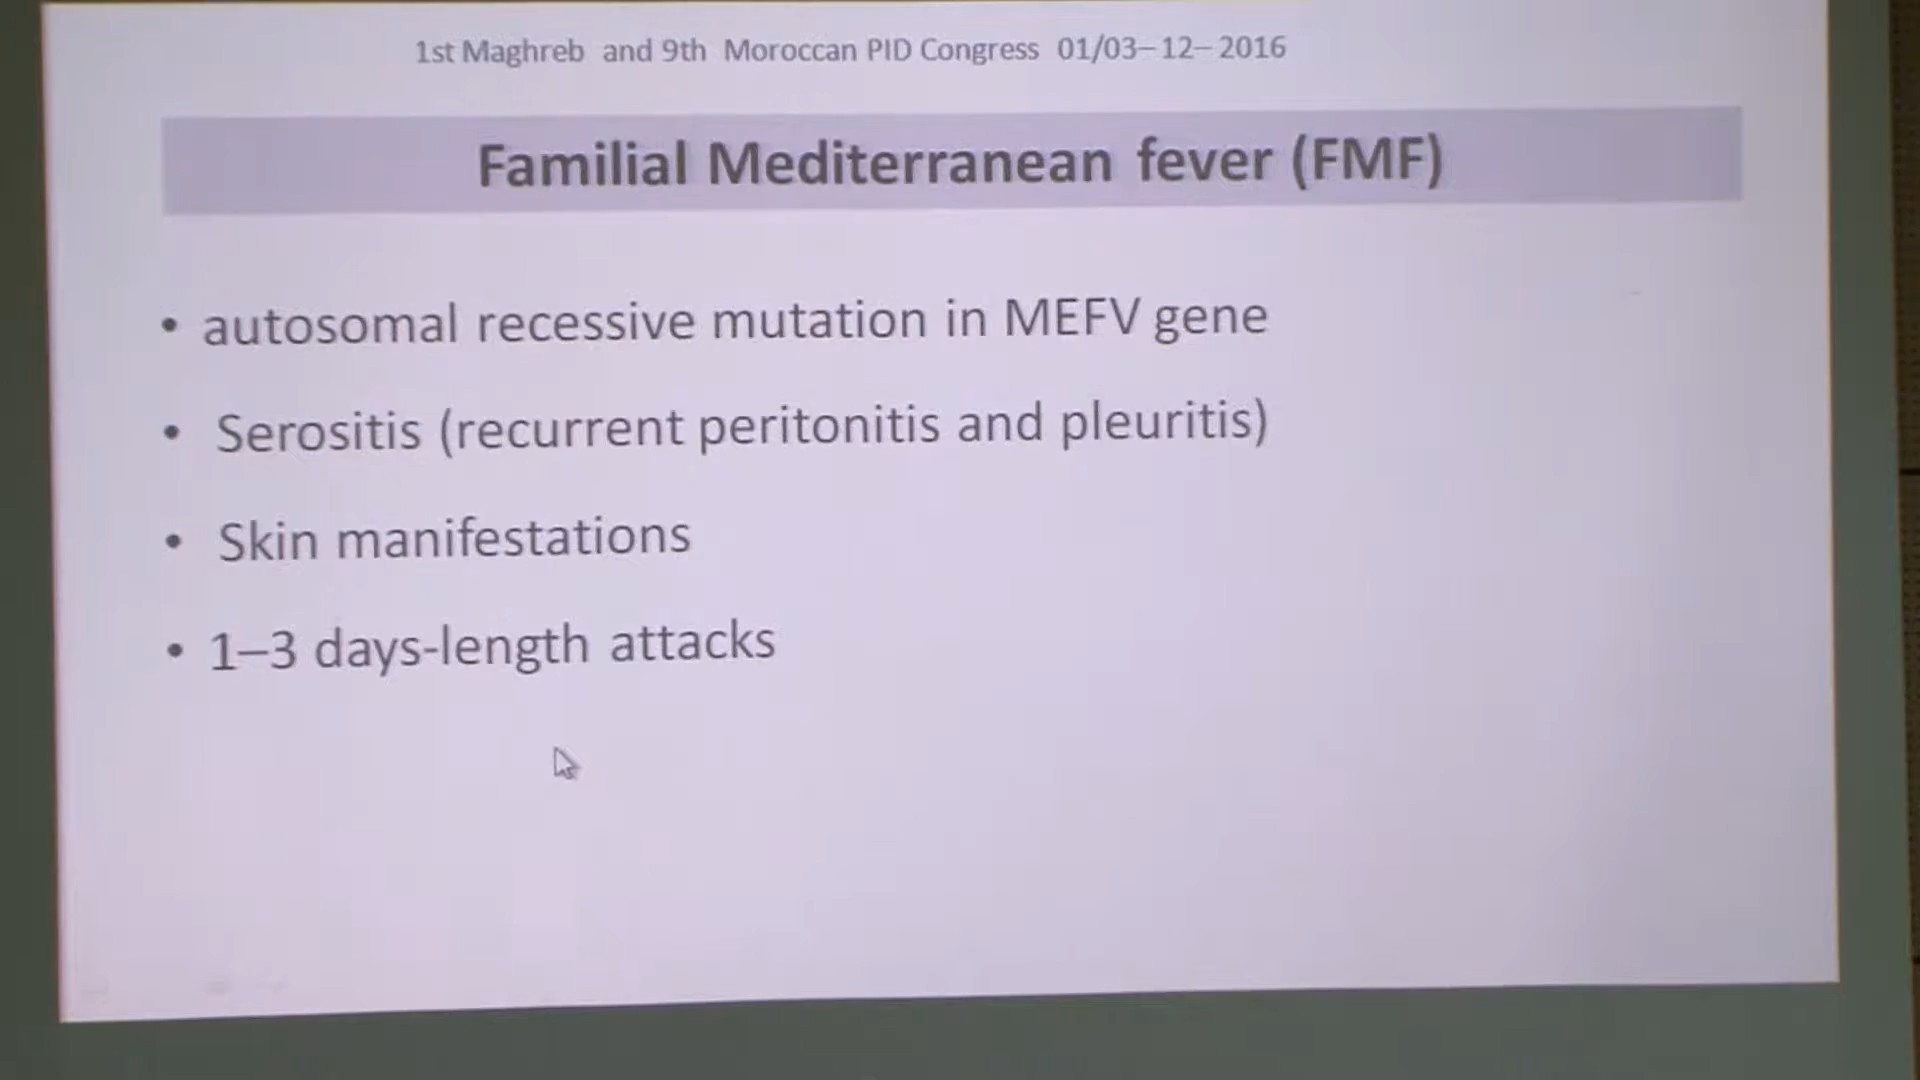 1st Maghreb and 9th Moroccan PID Congress 01/03–12–2016
Familial Mediterranean fever (FMF)
• autosomal recessive mutation in MEFV gene
• Serositis (recurrent peritonitis and pleuritis)
• Skin manifestations
• 1–3 days-length attacks